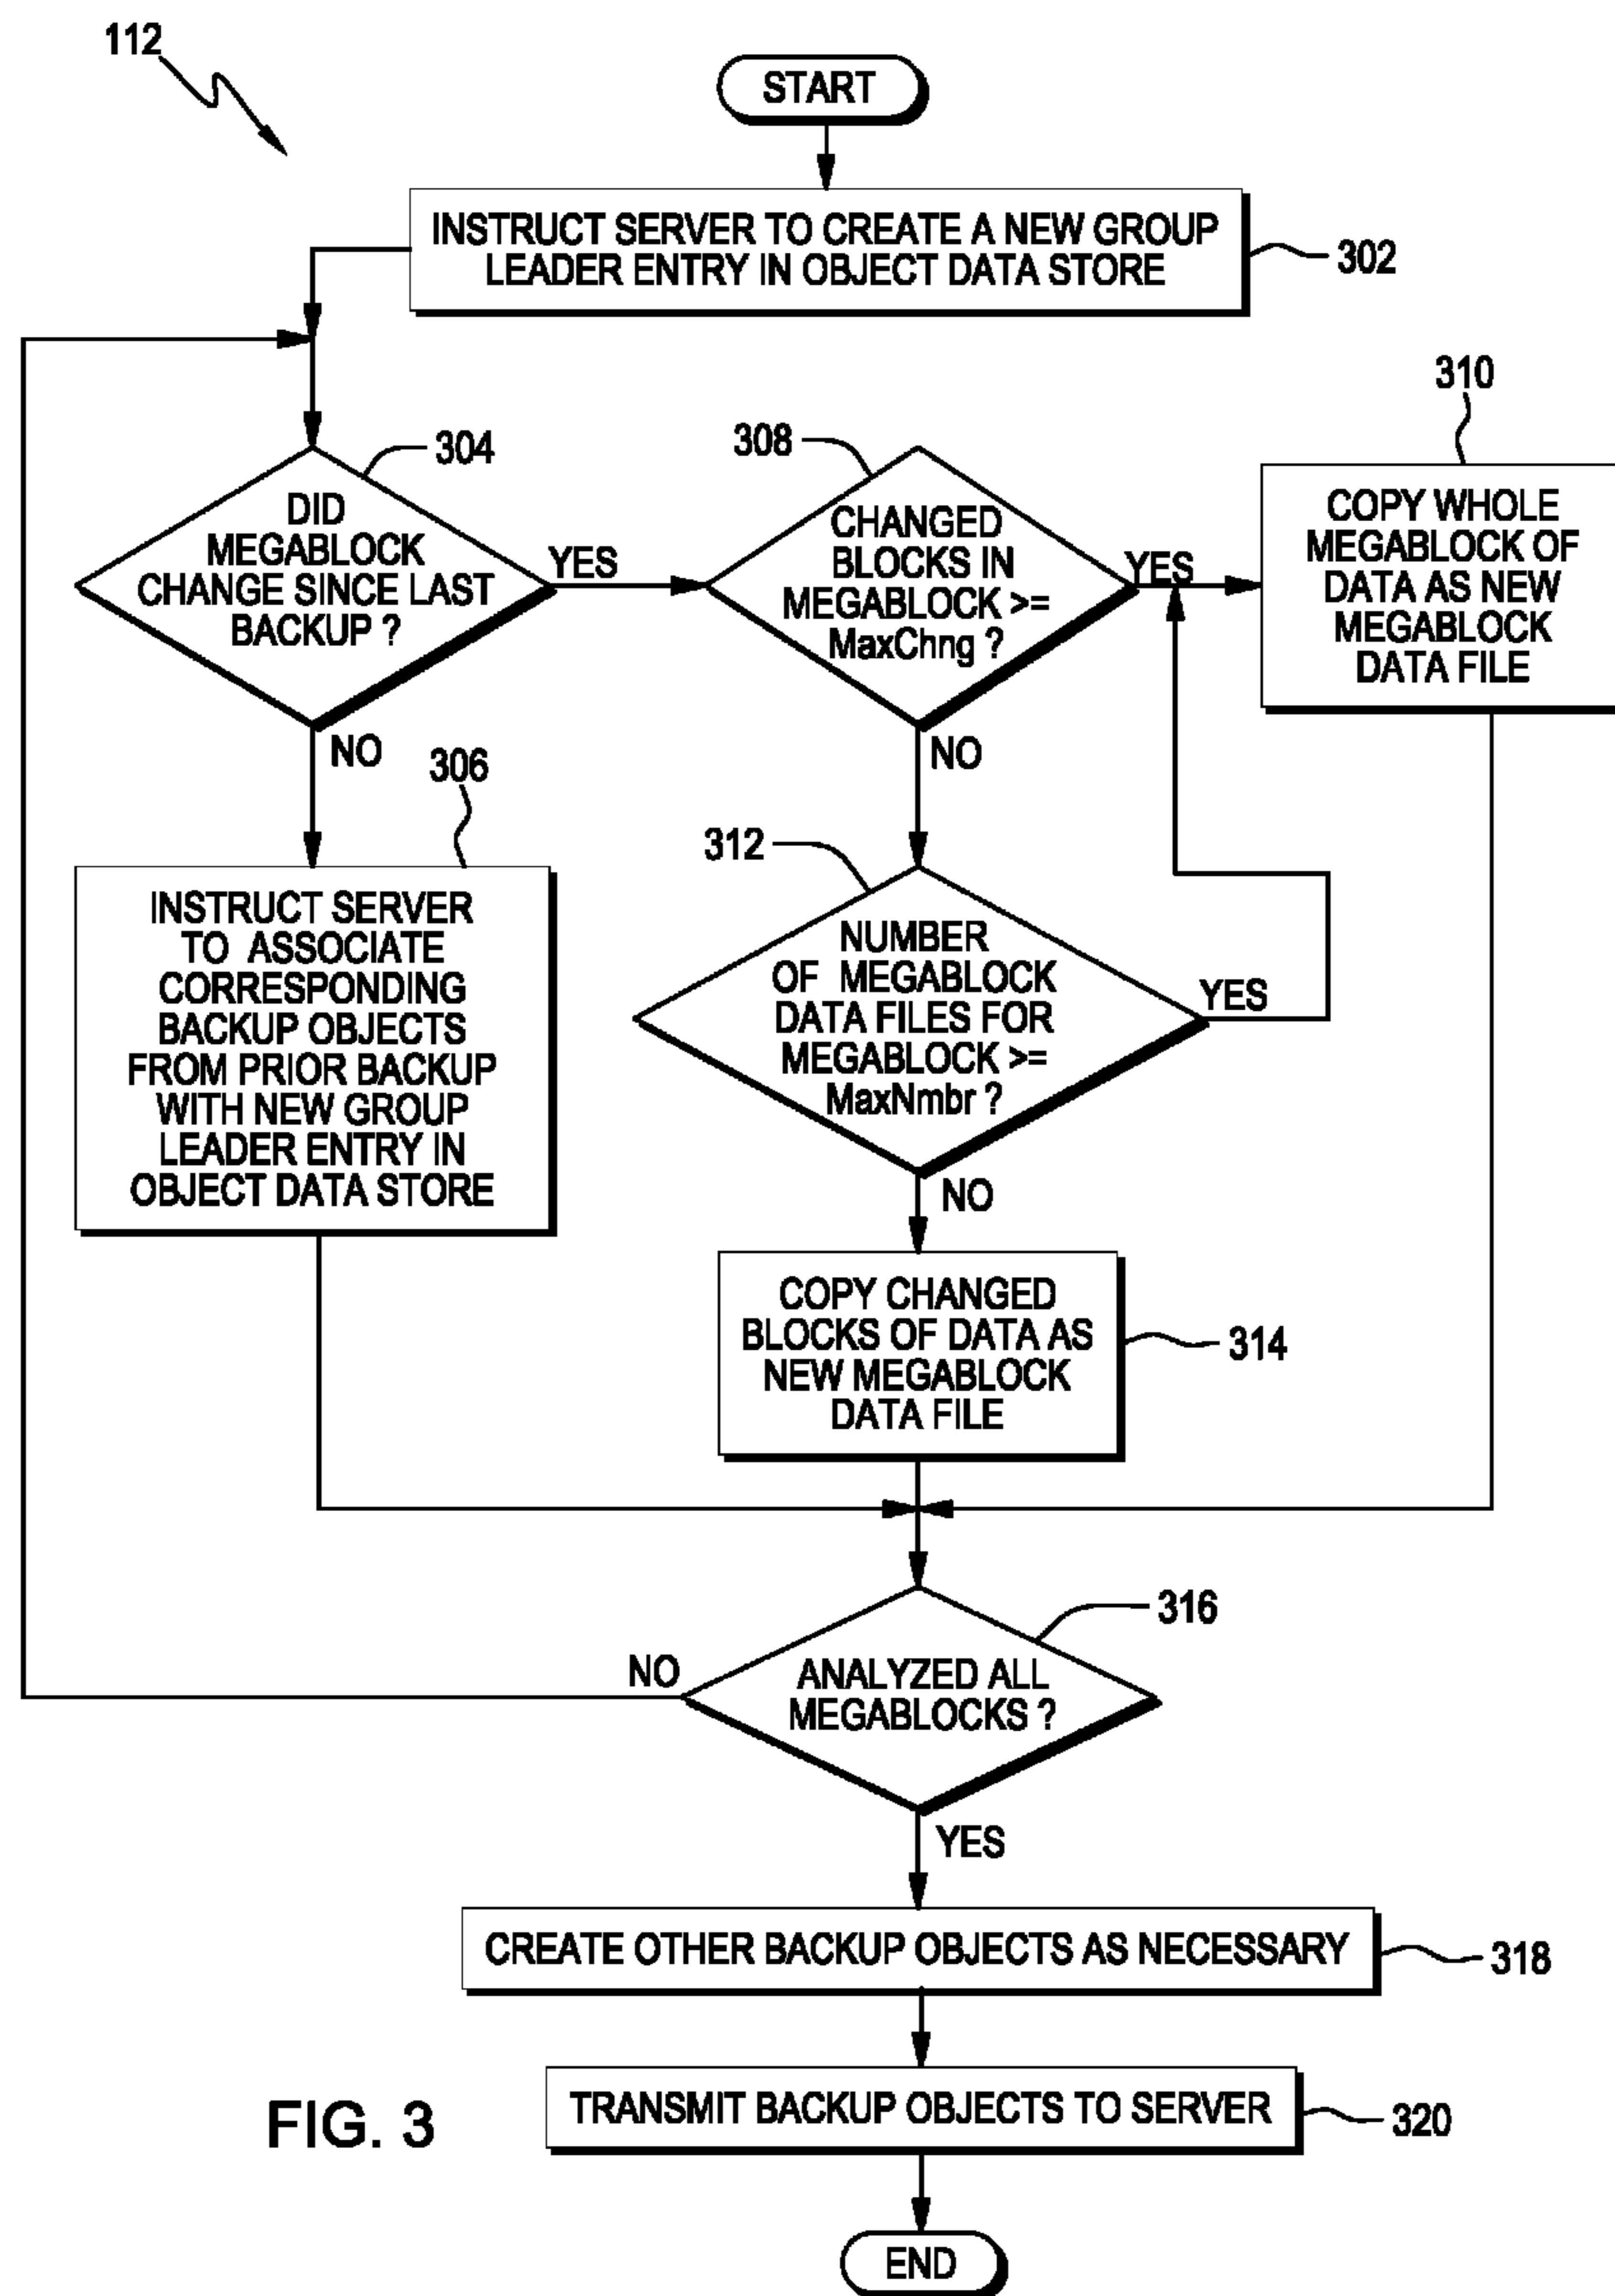 112
START
INSTRUCT SERVER TO CREATE A NEW GROUP
LEADER ENTRY IN OBJECT DATA STORE
302
304
DID
MEGABLOCK
CHANGE SINCE LAST
BACKUP ?
YES
NO
308
CHANGED
BLOCKS IN
MEGABLOCK >=
MaxChng ?
YES
NO
310
COPY WHOLE
MEGABLOCK OF
DATA AS NEW
MEGABLOCK
DATA FILE
306
INSTRUCT SERVER
TO ASSOCIATE
CORRESPONDING
BACKUP OBJECTS
FROM PRIOR BACKUP
WITH NEW GROUP
LEADER ENTRY IN
OBJECT DATA STORE
312
NUMBER
OF MEGABLOCK
DATA FILES FOR
MEGABLOCK >=
MaxNmbr ?
YES
NO
COPY CHANGED
BLOCKS OF DATA AS
NEW MEGABLOCK
DATA FILE
314
316
ANALYZED ALL
MEGABLOCKS ?
NO
YES
CREATE OTHER BACKUP OBJECTS AS NECESSARY
318
TRANSMIT BACKUP OBJECTS TO SERVER
320
FIG. 3
END